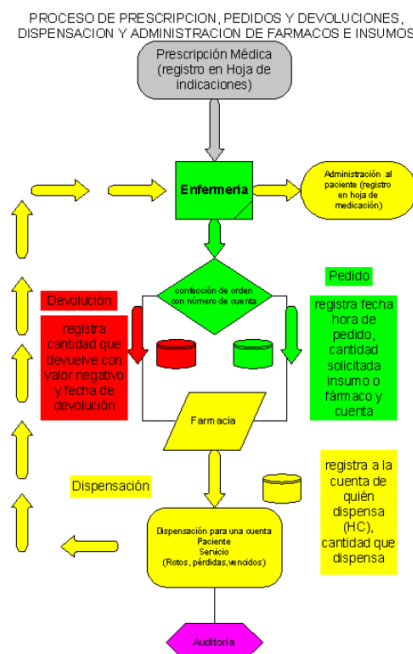 PROCESO DE PRESCRIPCION, PEDIDOS Y DEVOLUCIONES,
DISPENSACION Y ADMINISTRACION DE FARMACOS E INSUMOS
Prescripción Médica
(registro en Hoja de
indicaciones)
Enfermería
Administración al
paciente (registro
en hoja de
medicación)
confección de orden
con número de cuenta
Pedido
registra fecha
hora de
pedido,
cantidad
solicitada
insumo o
fármaco y
cuenta
Devolución
registra
cantidad que
devuelve con
valor negativo
y fecha de
devolución
Farmacia
Dispensación
registra a la
cuenta de
quién
dispensa
(HC),
cantidad que
dispensa
Dispensación para una cuenta
Paciente
Servicio
(Rotos, pérdidas,vencidos)
Auditoría